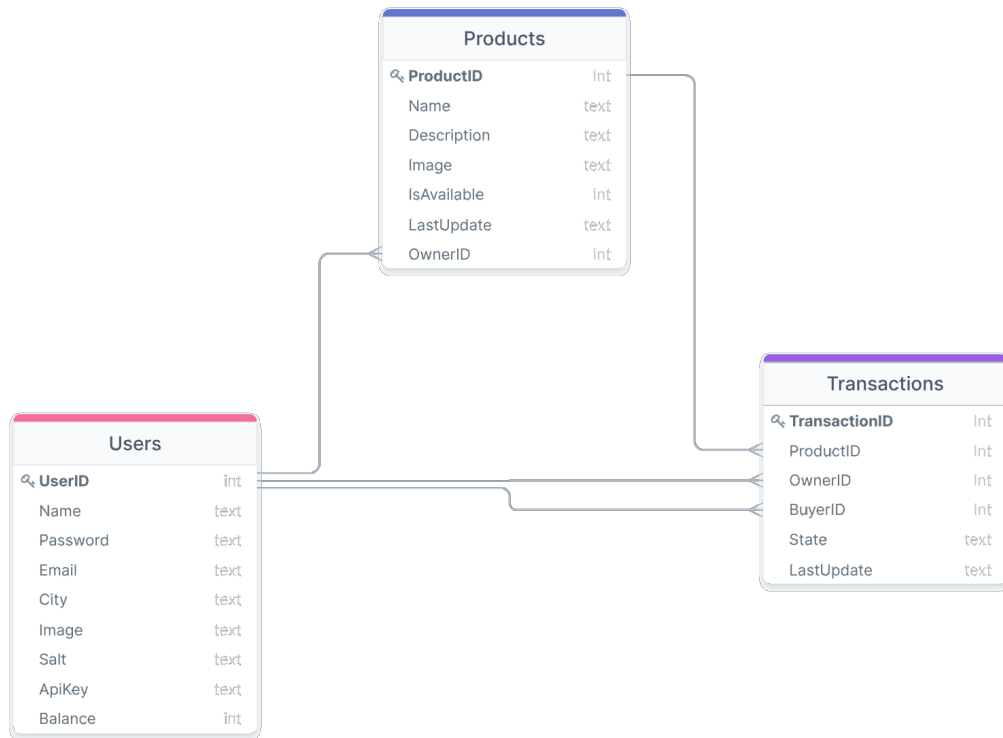 Products
ProductID int
Name text
Description text
Image text
IsAvailable int
LastUpdate text
OwnerID int
Transactions
TransactionID int
ProductID int
OwnerID int
BuyerID int
State text
LastUpdate text
Users
UserID int
Name text
Password text
Email text
City text
Image text
Salt text
ApiKey text
Balance int